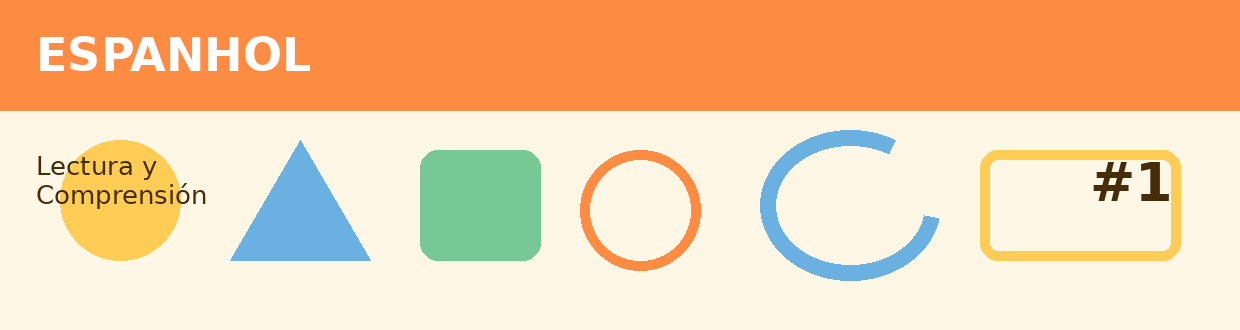 ESPANHOL
Lectura y
Comprensión
#1